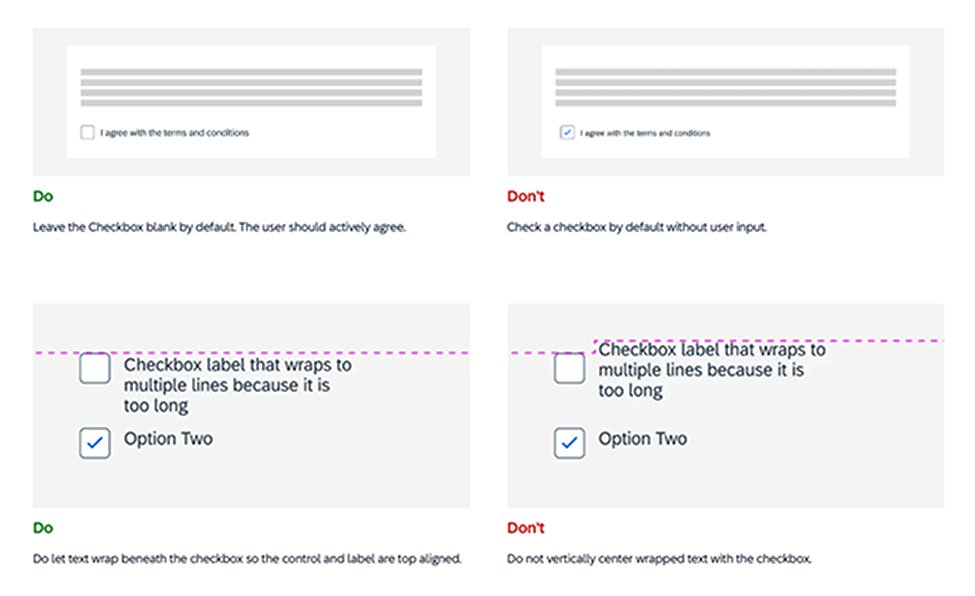 I agree with the terms and conditions
I agree with the terms and conditions
Do
Don't
Leave the Checkbox blank by default. The user should actively agree.
Check a checkbox by default without user input.
Checkbox label that wraps to
multiple lines because it is
too long
Option Two
Checkbox label that wraps to
multiple lines because it is
too long
Option Two
Do
Don't
Do let text wrap beneath the checkbox so the control and label are top aligned.
Do not vertically center wrapped text with the checkbox.